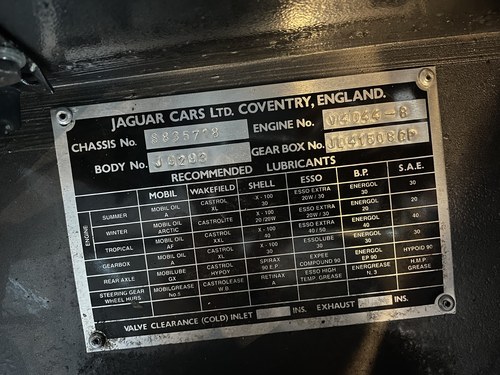 JAGUAR CARS LTD. COVENTRY, ENGLAND.
CHASSIS No. S835728 ENGINE No.
BODY No. GEAR BOX No.
RECOMMENDED LUBRICANTS
MOBIL WAKEFIELD SHELL ESSO B.P. S.A.E.
ENGINE
SUMMER MOBIL OIL A CASTROL XL X-100 30 ESSO EXTRA 20W/30 ENERGOL 30 30
WINTER MOBIL OIL ARCTIC CASTROLITE X-100 20/20W ESSO EXTRA 20W/30 ENERGOL 20 20
TROPICAL MOBIL OIL AF CASTROL XXL X-100 40 ESSO EXTRA 40/50 ENERGOL 40 40
GEARBOX MOBIL OIL A CASTROL XL X-100 30 ESSOLUBE 30 ENERGOL 30 30
REAR AXLE MOBILUBE GX CASTROL HYPOY SPIRAX 90 E.P. EXPEE COMPOUND 90 ENERGOL EP 90 HYPOID 90
STEERING GEAR WHEEL HUBS MOBILGREASE No.5 CASTROLEASE W.B. RETINAX A ESSO HIGH TEMP. GREASE ENERGREASE N. 3 H.M.P. GREASE
VALVE CLEARANCE (COLD) INLET INS. EXHAUST INS.